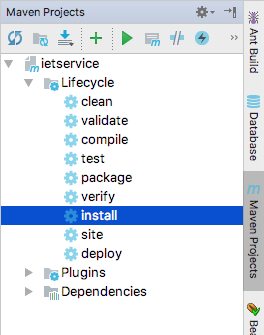 Maven Projects
ietservice
Lifecycle
clean
validate
compile
test
package
verify
install
site
deploy
Plugins
Dependencies
Ant Build
Database
Maven Projects